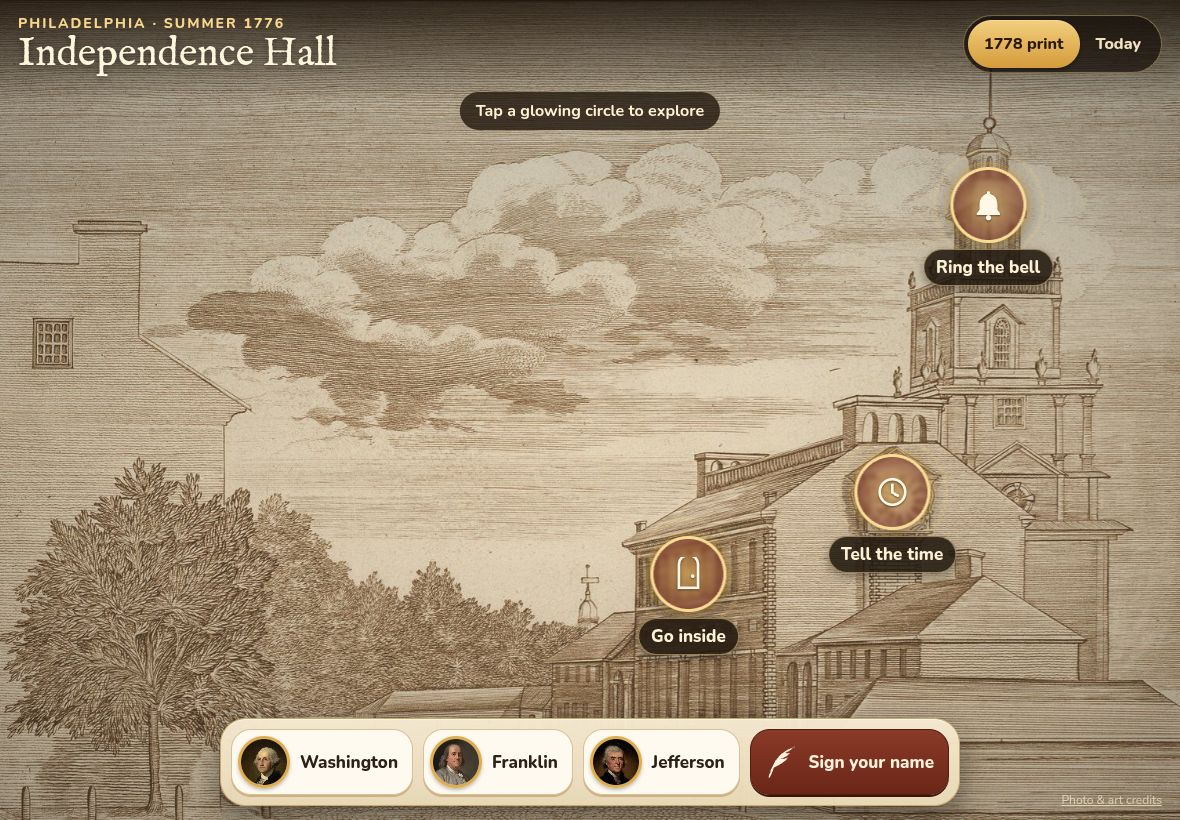 PHILADELPHIA · SUMMER 1776
Independence Hall
1778 print
Today
Tap a glowing circle to explore
Ring the bell
Tell the time
Go inside
Washington
Franklin
Jefferson
Sign your name
Photo & art credits